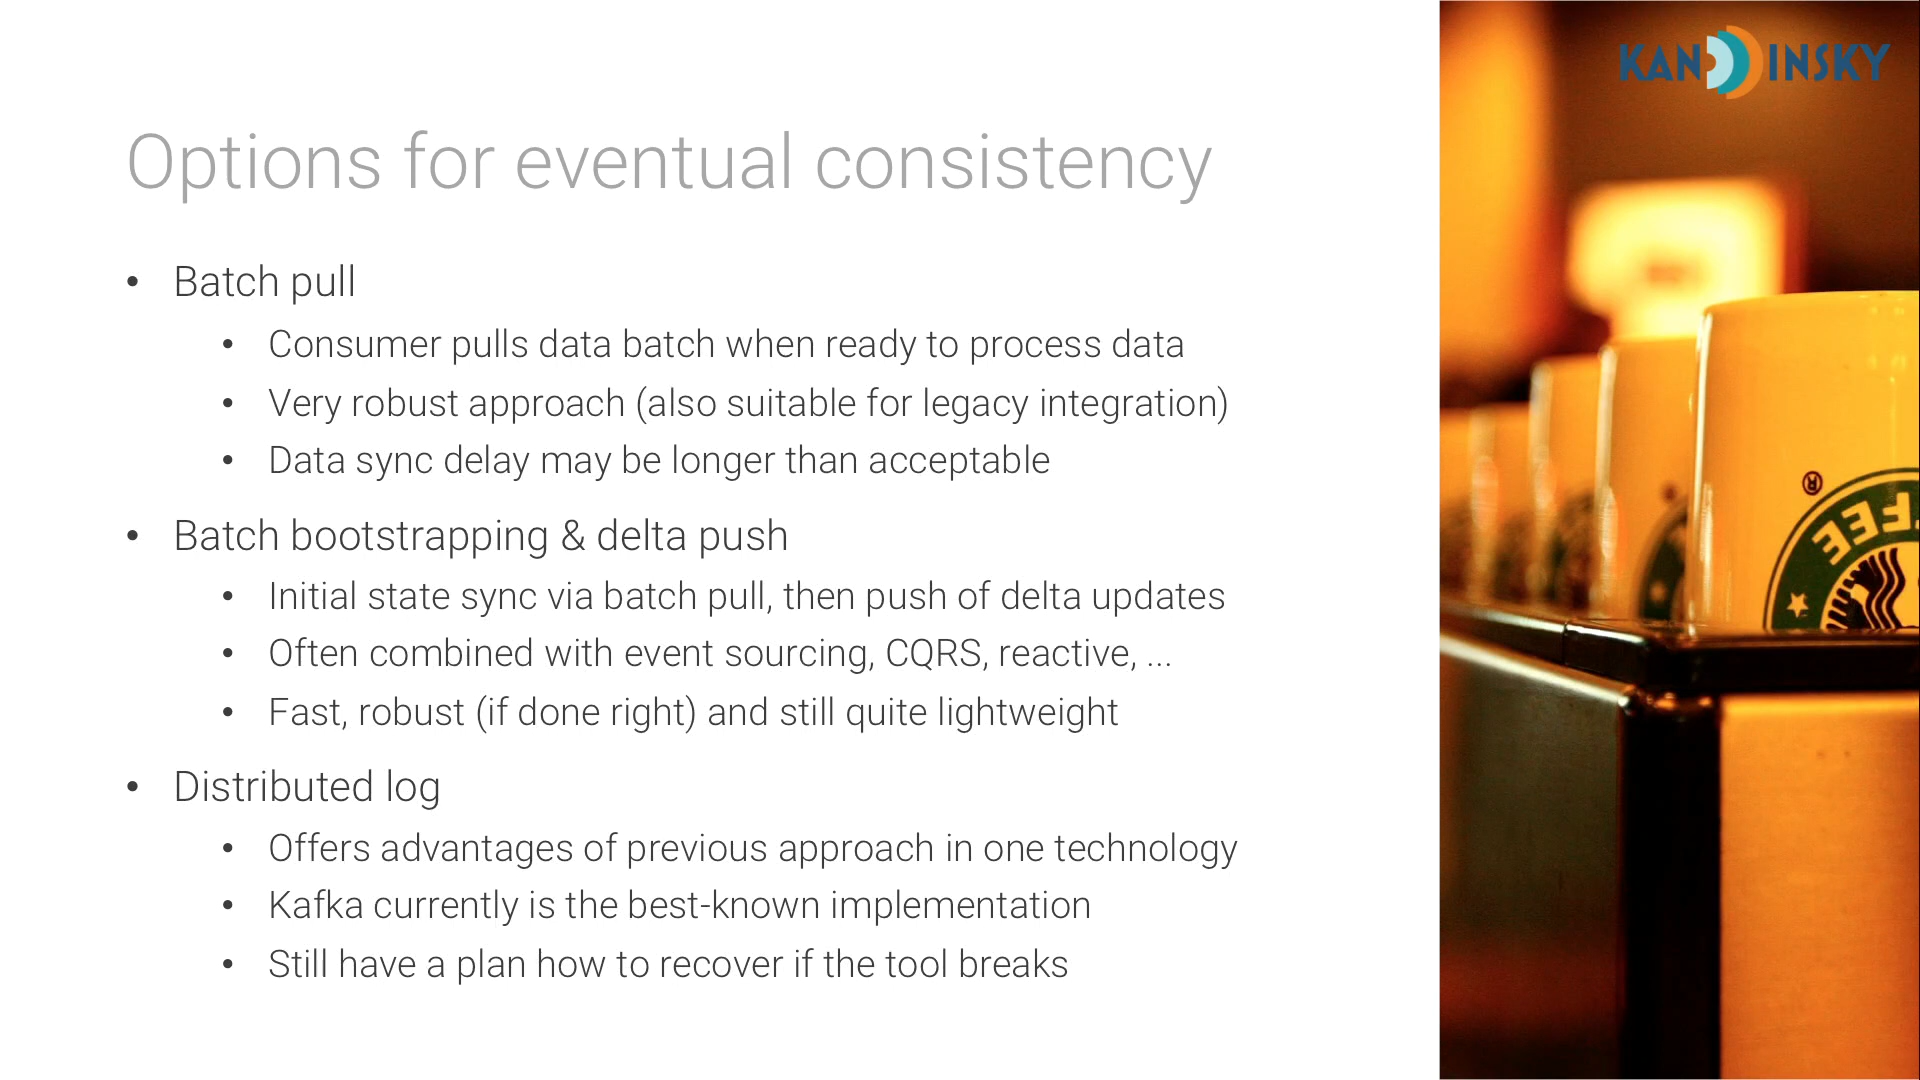 KANDINSKY
Options for eventual consistency
• Batch pull
• Consumer pulls data batch when ready to process data
• Very robust approach (also suitable for legacy integration)
• Data sync delay may be longer than acceptable
• Batch bootstrapping & delta push
• Initial state sync via batch pull, then push of delta updates
• Often combined with event sourcing, CQRS, reactive, ...
• Fast, robust (if done right) and still quite lightweight
• Distributed log
• Offers advantages of previous approach in one technology
• Kafka currently is the best-known implementation
• Still have a plan how to recover if the tool breaks
®